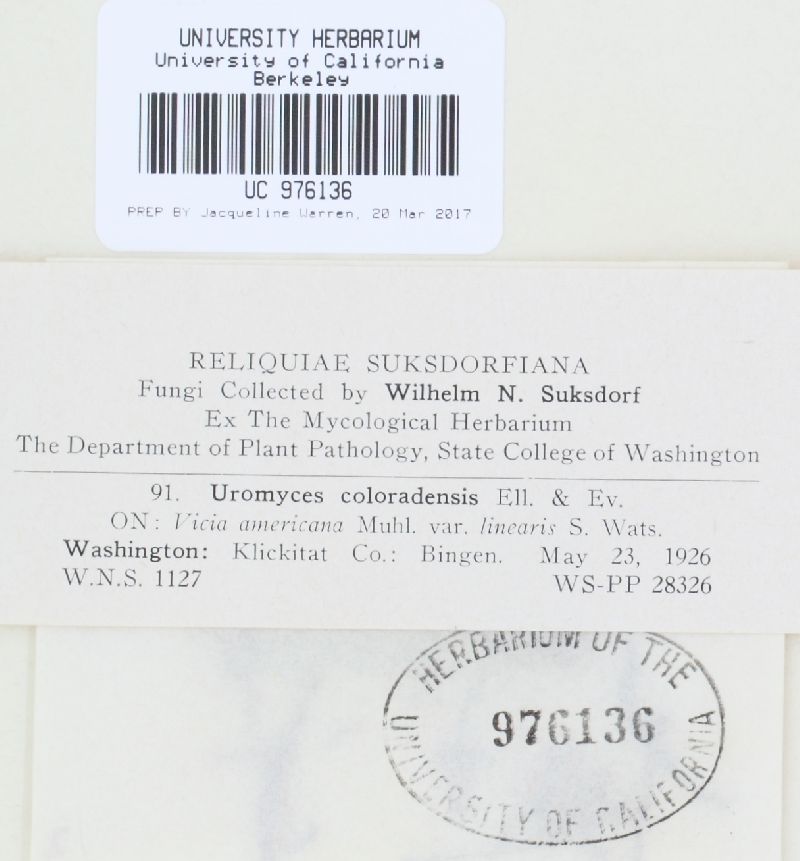 UNIVERSITY HERBARIUM
University of California
Berkeley
UC 976136
PREP BY Jacqueline Warren, 20 Mar 2017
RELIQUIAE SUKSDORFIANA
Fungi Collected by Wilhelm N. Suksdorf
Ex The Mycological Herbarium
The Department of Plant Pathology, State College of Washington
91. Uromyces coloradensis Ell. & Ev.
ON: Vicia americana Muhl. var. linearis S. Wats.
Washington: Klickitat Co.: Bingen. May 23, 1926
W.N.S. 1127 WS-PP 28326
HERBARIUM OF THE
976136
UNIVERSITY OF CALIFORNIA